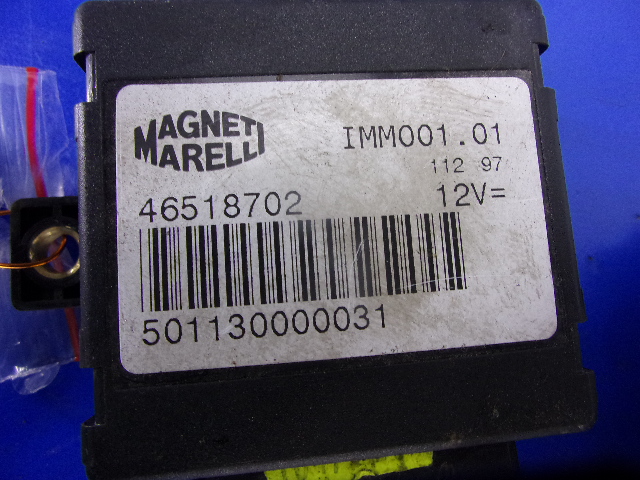 MAGNETI
MARELLI
IMM001.01
112 97
46518702
12V=
501130000031